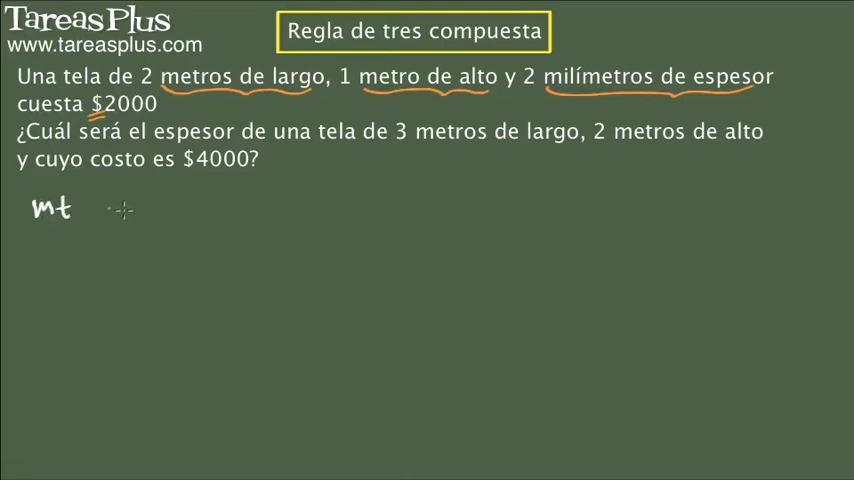 TareasPlus
www.tareasplus.com
Regla de tres compuesta
Una tela de 2 metros de largo, 1 metro de alto y 2 milímetros de espesor
cuesta $2000
¿Cuál será el espesor de una tela de 3 metros de largo, 2 metros de alto
y cuyo costo es $4000?
mt